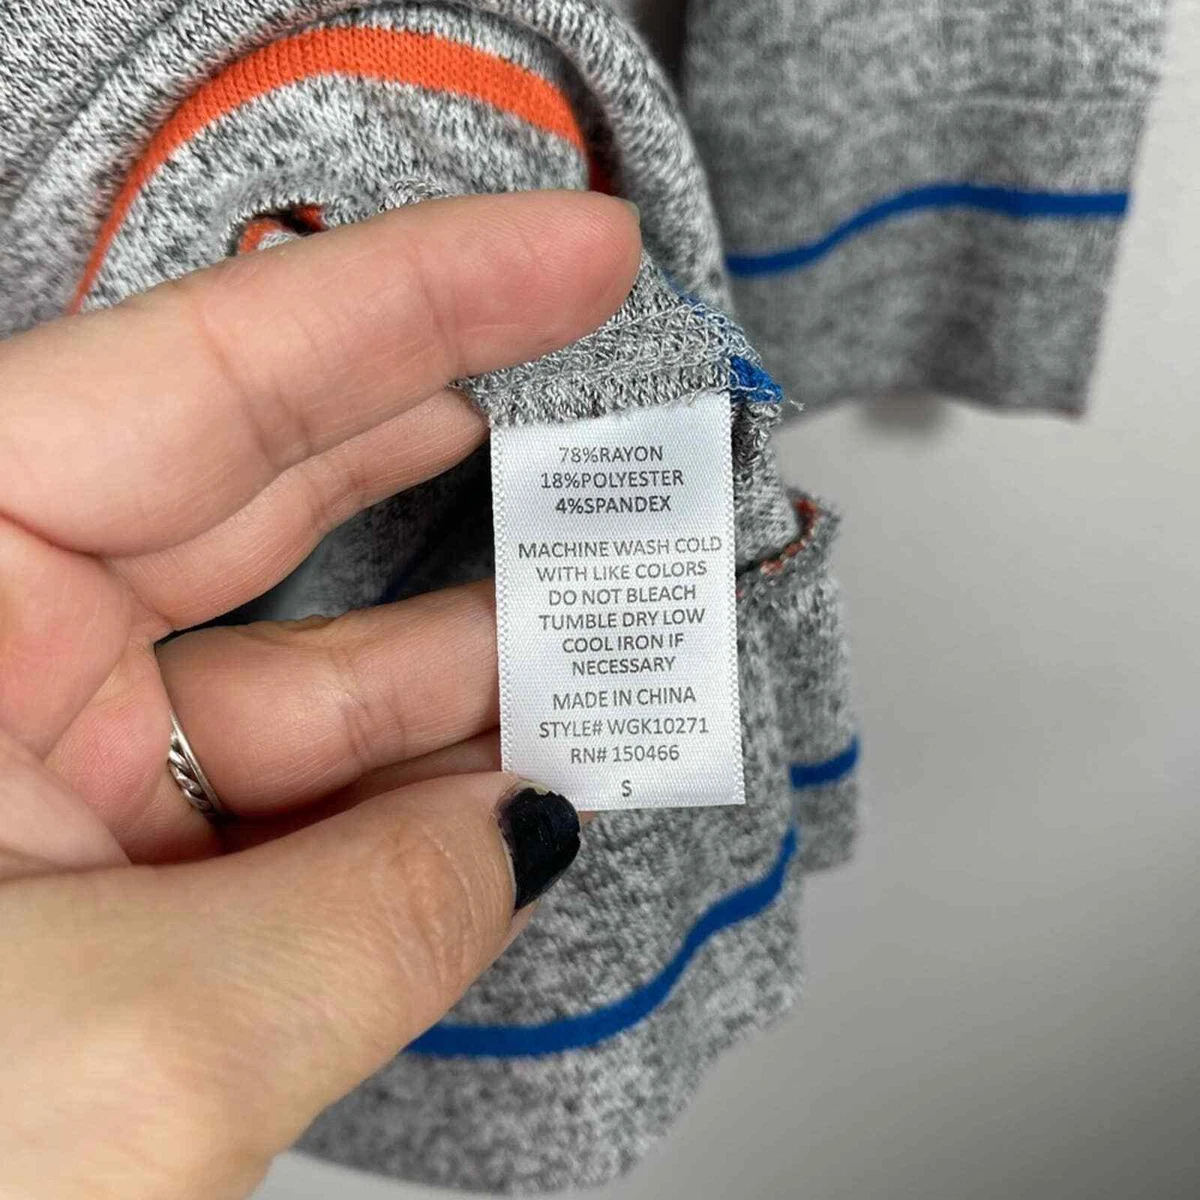 78%RAYON
18%POLYESTER
4%SPANDEX
MACHINE WASH COLD
WITH LIKE COLORS
DO NOT BLEACH
TUMBLE DRY LOW
COOL IRON IF
NECESSARY
MADE IN CHINA
STYLE# WGK10271
RN# 150466
S